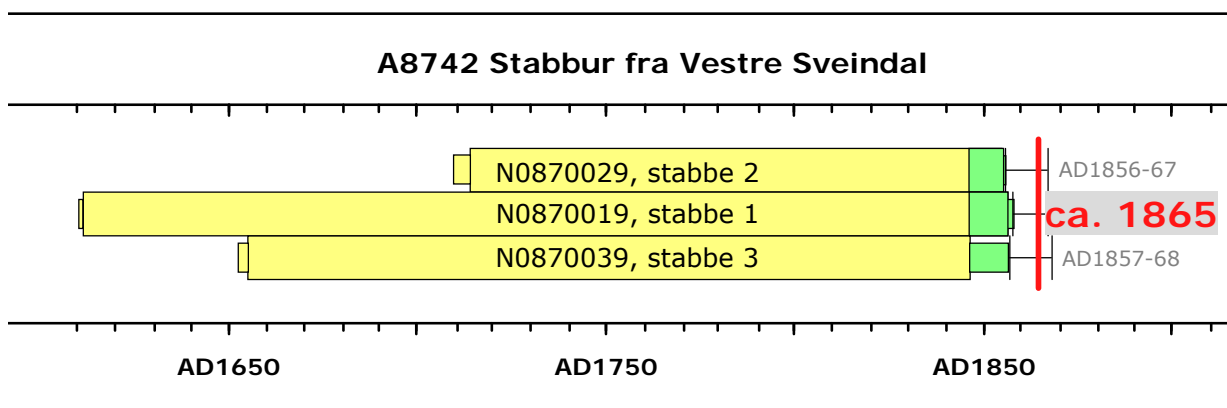 A8742 Stabbur fra Vestre Sveindal
N0870029, stabbe 2
AD1856-67
N0870019, stabbe 1
ca. 1865
N0870039, stabbe 3
AD1857-68
AD1650
AD1750
AD1850